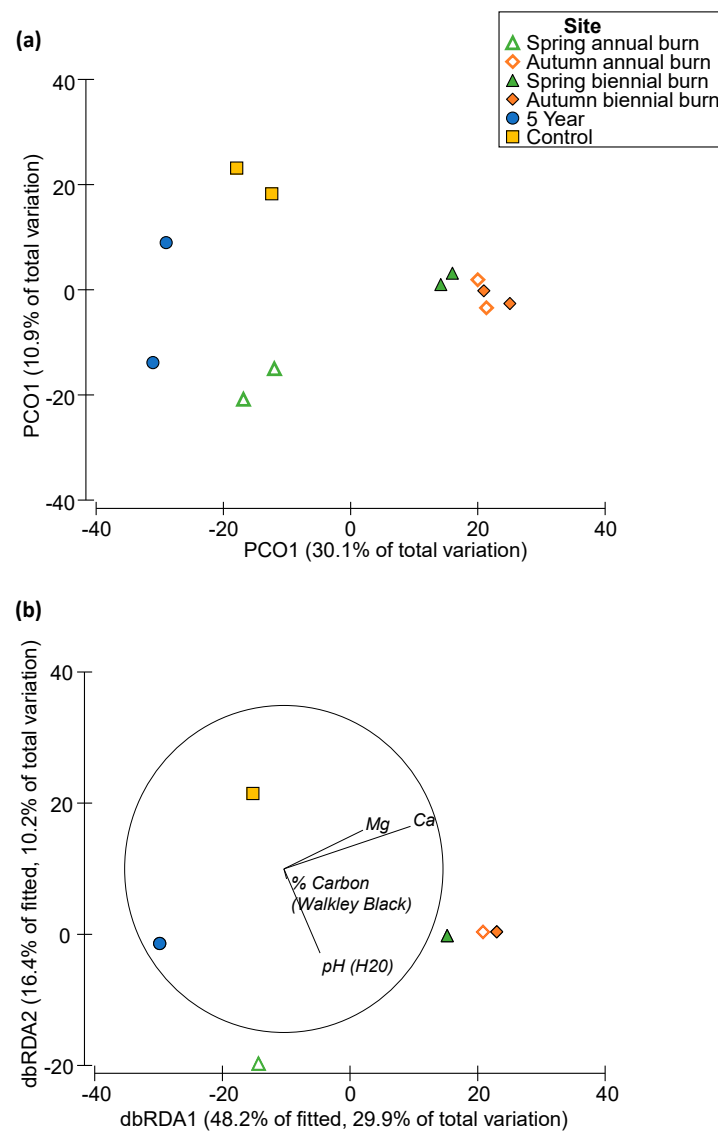 (a)
Site
Spring annual burn
Autumn annual burn
Spring biennial burn
Autumn biennial burn
5 Year
Control
40
20
0
-20
-40
PCO1 (10.9% of total variation)
-40
-20
0
20
40
PCO1 (30.1% of total variation)
(b)
40
20
0
-20
dbRDA2 (16.4% of fitted, 10.2% of total variation)
Mg
Ca
% Carbon
(Walkley Black)
pH (H20)
-40
-20
0
20
40
dbRDA1 (48.2% of fitted, 29.9% of total variation)